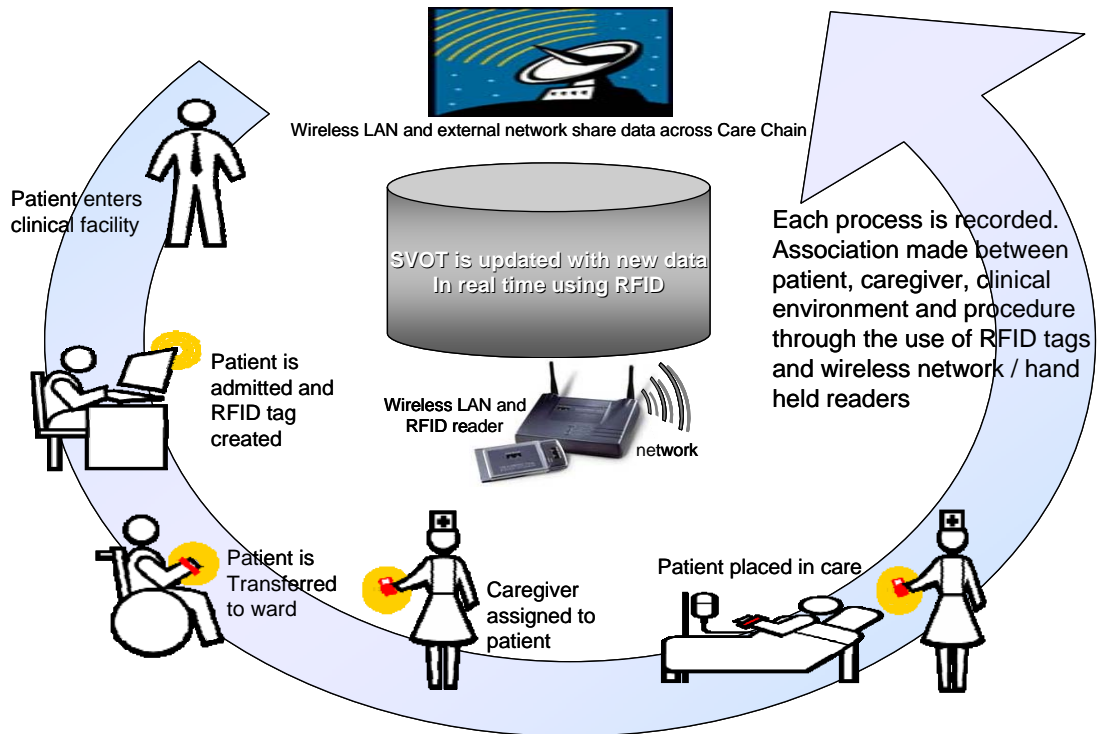 Wireless LAN and external network share data across Care Chain
Patient enters
clinical facility
SVOT is updated with new data
In real time using RFID
Each process is recorded.
Association made between
patient, caregiver, clinical
environment and procedure
through the use of RFID tags
and wireless network / hand
held readers
Patient is
admitted and
RFID tag
created
Wireless LAN and
RFID reader
network
Patient is
Transferred
to ward
Caregiver
assigned to
patient
Patient placed in care